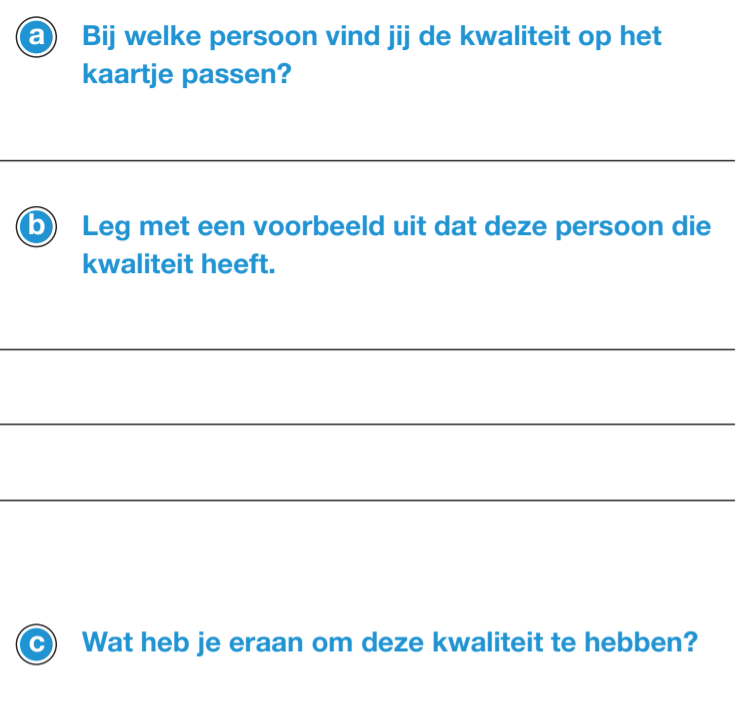 a Bij welke persoon vind jij de kwaliteit op het
kaartje passen?
b Leg met een voorbeeld uit dat deze persoon die
kwaliteit heeft.
c Wat heb je eraan om deze kwaliteit te hebben?